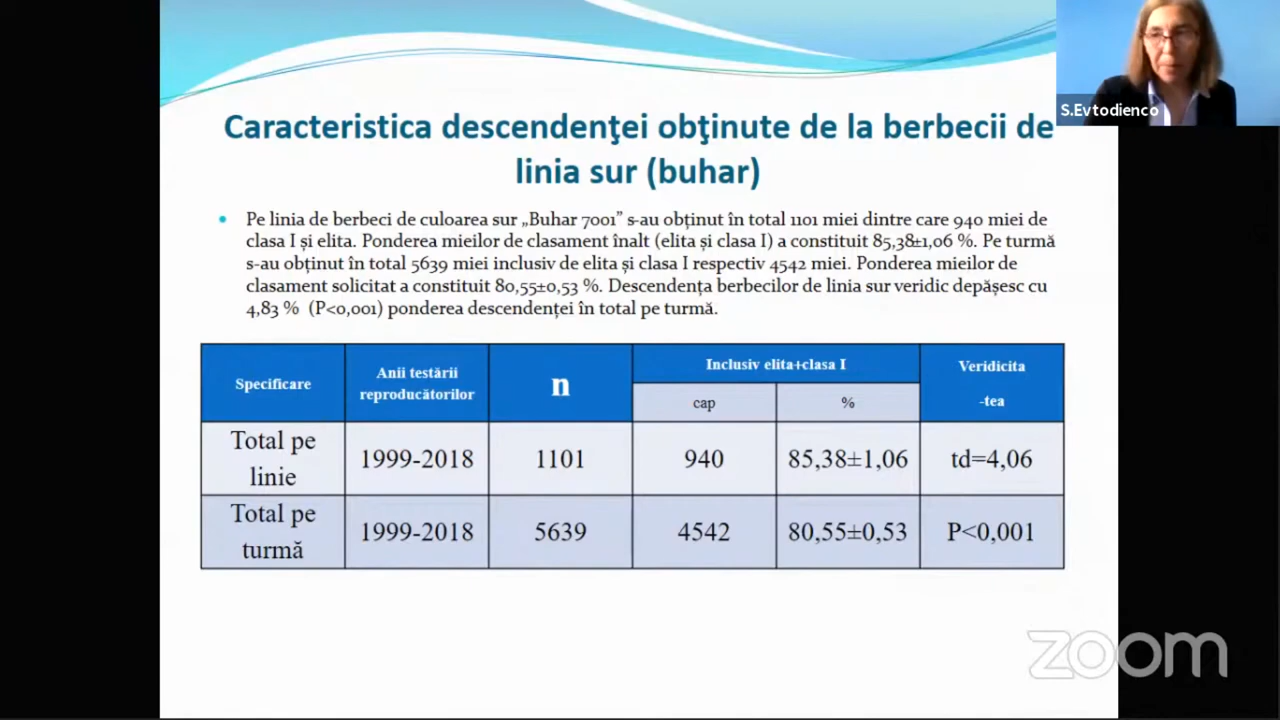 S.Evtodienco
Caracteristica descendenţei obţinute de la berbecii de
linia sur (buhar)
• Pe linia de berbeci de culoarea sur „Buhar 7001” s-au obținut în total 1101 miei dintre care 940 miei de
clasa I și elita. Ponderea mieilor de clasament înalt (elita și clasa I) a constituit 85,38±1,06 %. Pe turmă
s-au obținut în total 5639 miei inclusiv de elita și clasa I respectiv 4542 miei. Ponderea mieilor de
clasament solicitat a constituit 80,55±0,53 %. Descendența berbecilor de linia sur veridic depășesc cu
4,83 % (P<0,001) ponderea descendenței în total pe turmă.
Specificare
Anii testării
reproducătorilor
n
Inclusiv elita+clasa I
cap
%
Veridicita
-tea
Total pe
linie
1999-2018
1101
940
85,38±1,06
td=4,06
Total pe
turmă
1999-2018
5639
4542
80,55±0,53
P<0,001
zoom